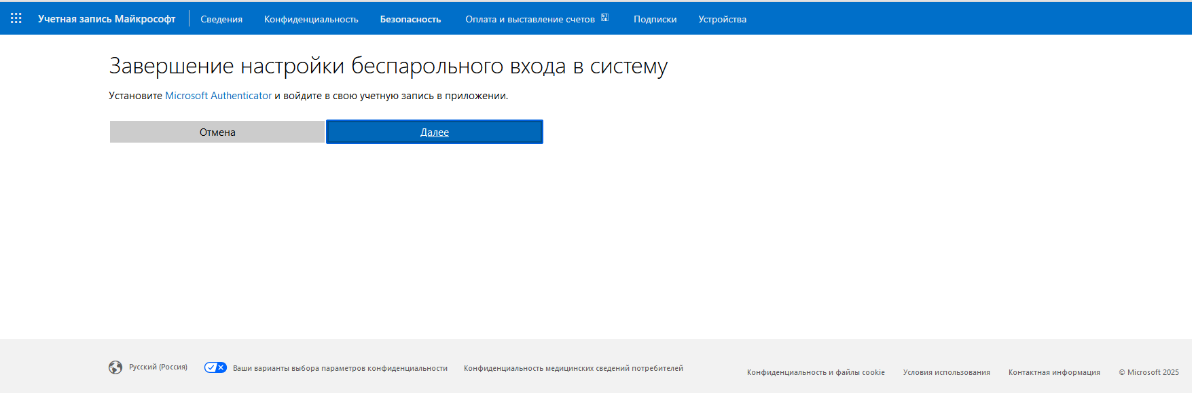 Учетная запись Майкрософт Сведения Конфиденциальность Безопасность Оплата и выставление счетов Подписки Устройства
Завершение настройки беспарольного входа в систему
Установите Microsoft Authenticator и войдите в свою учетную запись в приложении.
Отмена Далее
Русский (Россия) Ваши варианты выбора параметров конфиденциальности Конфиденциальность медицинских сведений потребителей
Конфиденциальность и файлы cookie Условия использования Контактная информация © Microsoft 2025